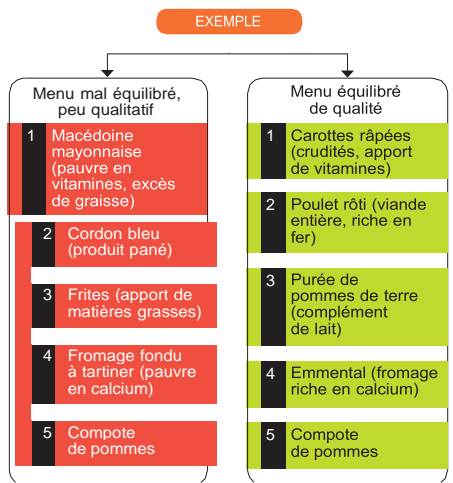 EXEMPLE
Menu mal équilibré,
peu qualitatif
1 Macédoine
mayonnaise
(pauvre en
vitamines, excès
de graisse)
2 Cordon bleu
(produit pané)
3 Frites (apport de
matières grasses)
4 Fromage fondu
à tartiner (pauvre
en calcium)
5 Compote
de pommes
Menu équilibré
de qualité
1 Carottes râpées
(crudités, apport
de vitamines)
2 Poulet rôti (viande
entière, riche en
fer)
3 Purée de
pommes de terre
(complément
de lait)
4 Emmental (fromage
riche en calcium)
5 Compote
de pommes